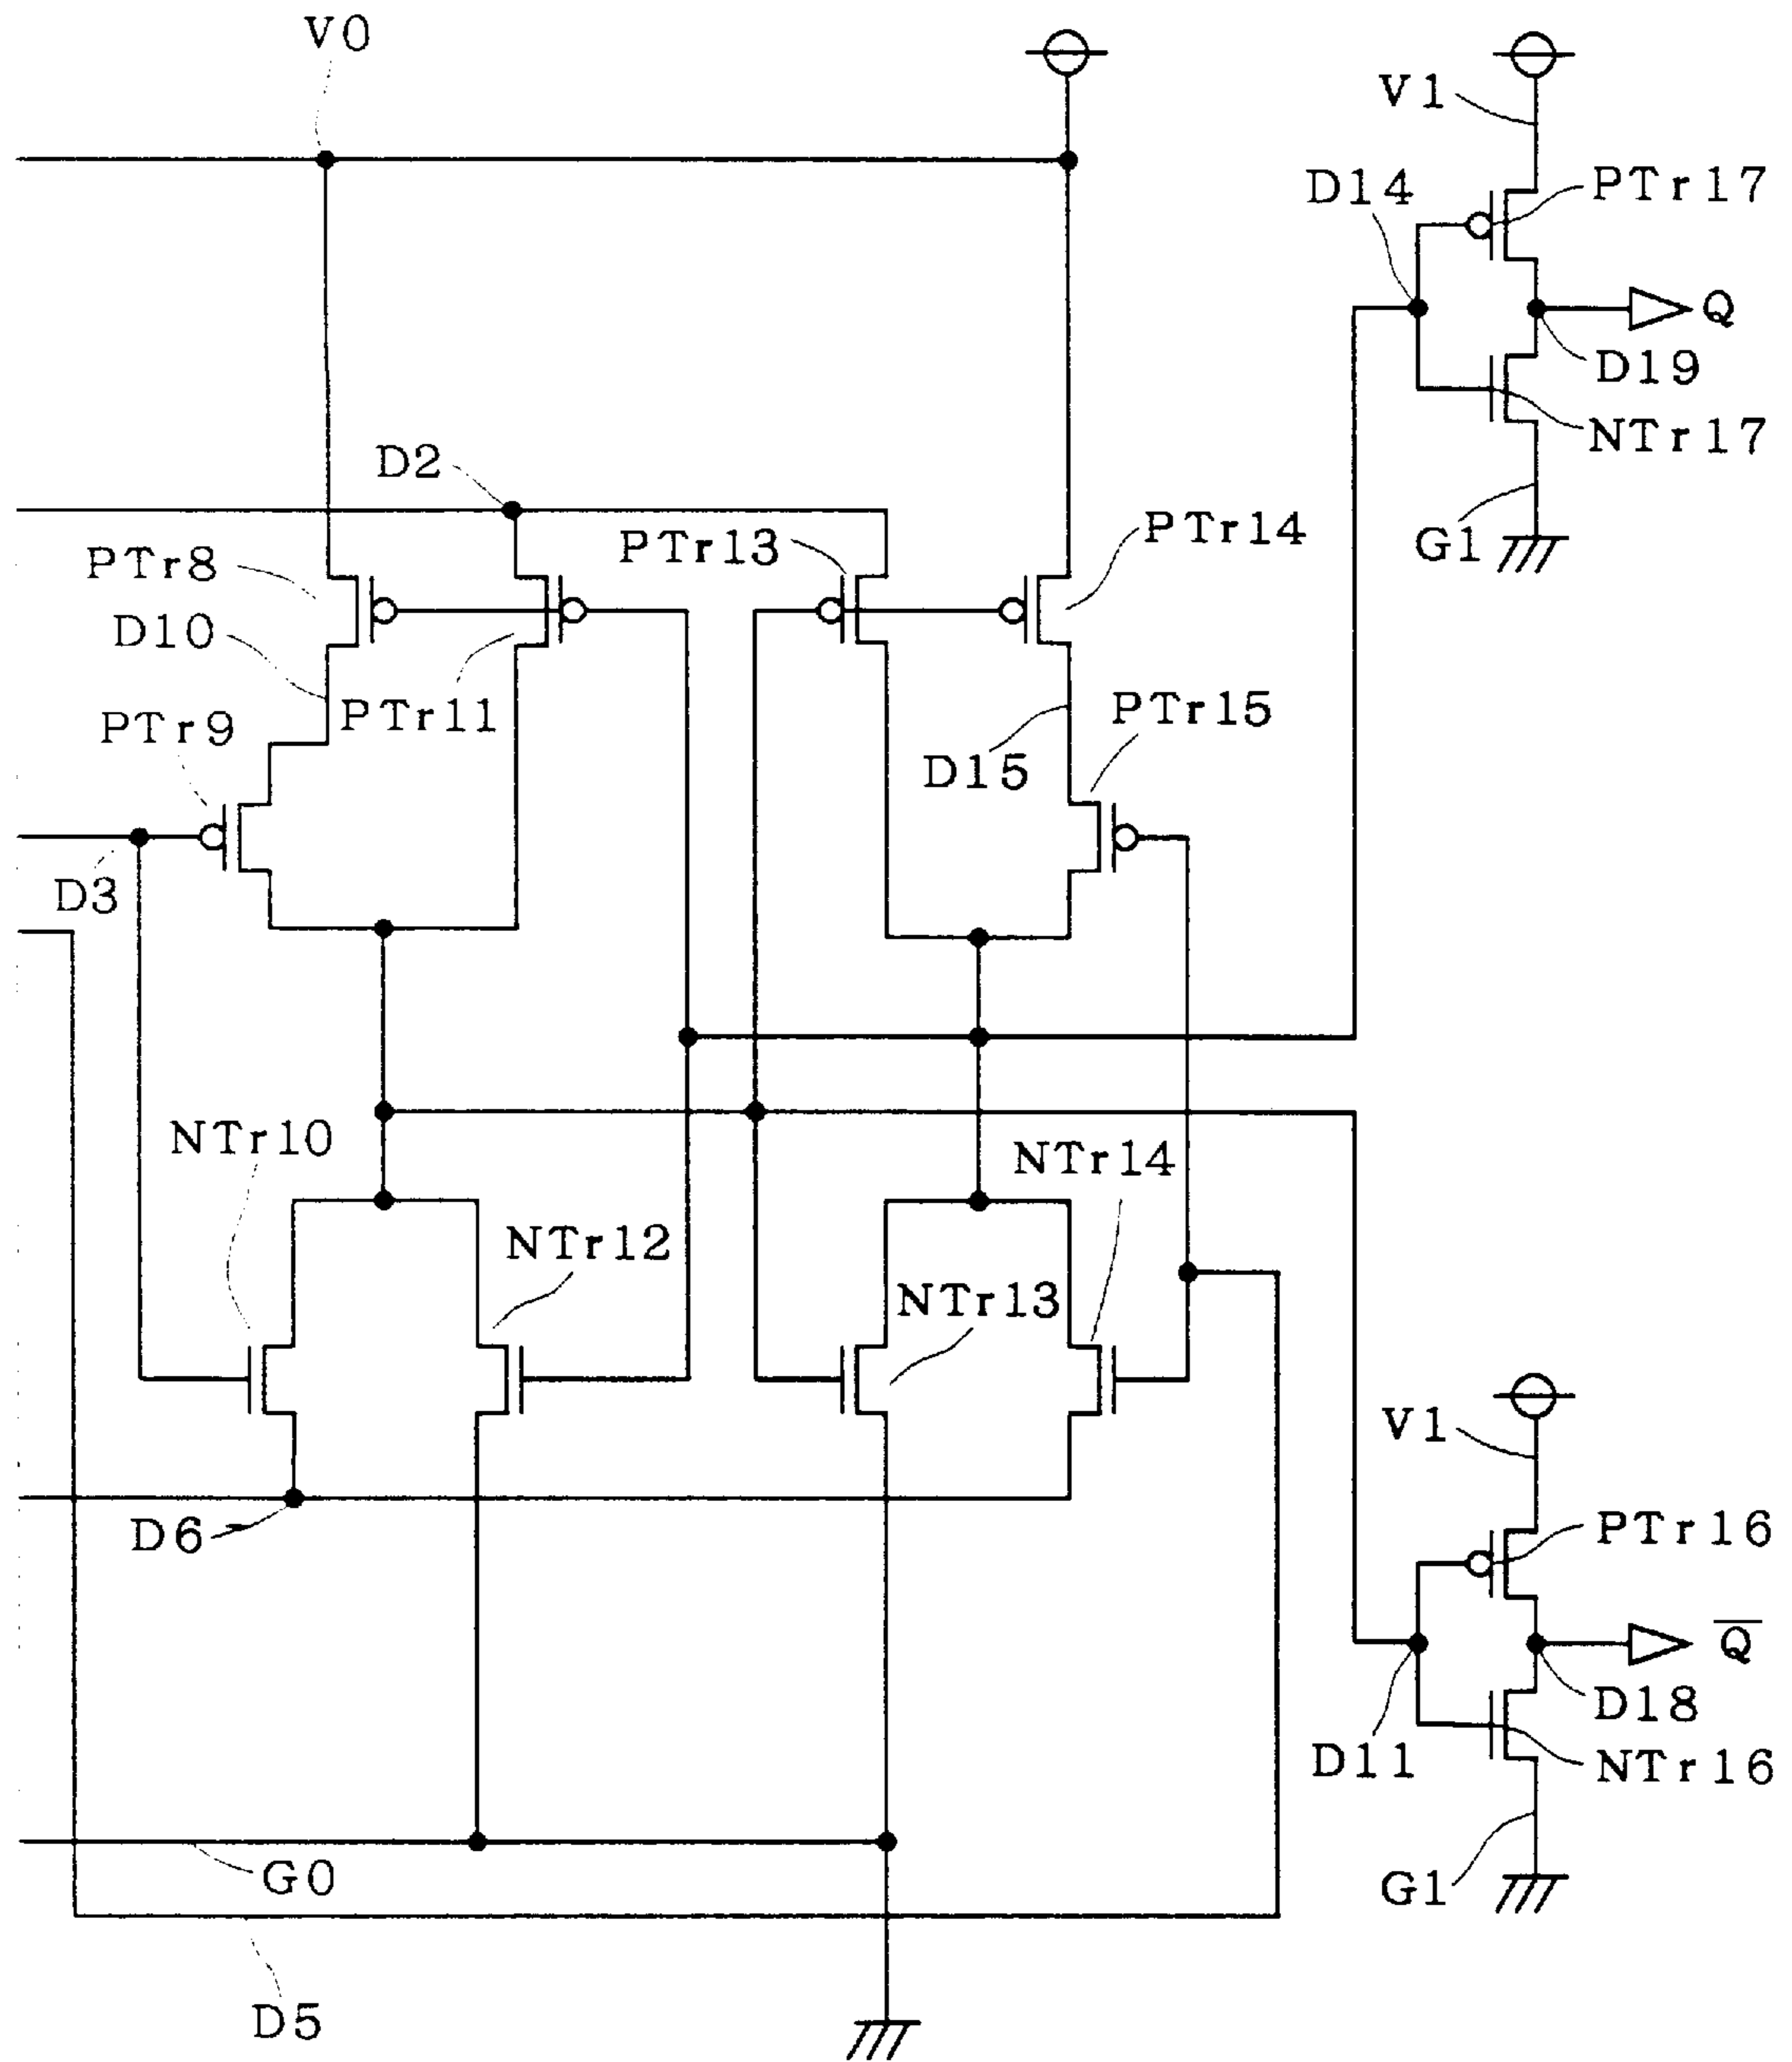 V0
V1
D14
PTr17
Q
D19
NTr17
G1
D2
PTr8
PTr13
PTr14
D10
PTr11
PTr9
PTr15
D15
D3
NTr10
NTr14
NTr12
NTr13
V1
D6
PTr16
Q̅
D18
D11
NTr16
G0
G1
D5